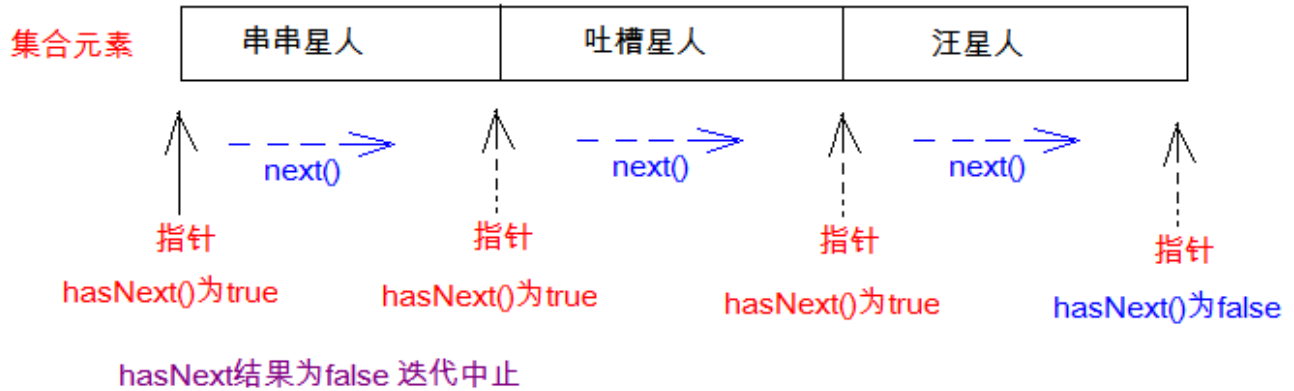 集合元素 串串星人 吐槽星人 汪星人
next() next() next()
指针 指针 指针 指针
hasNext()为true hasNext()为true hasNext()为true hasNext()为false
hasNext结果为false 迭代中止